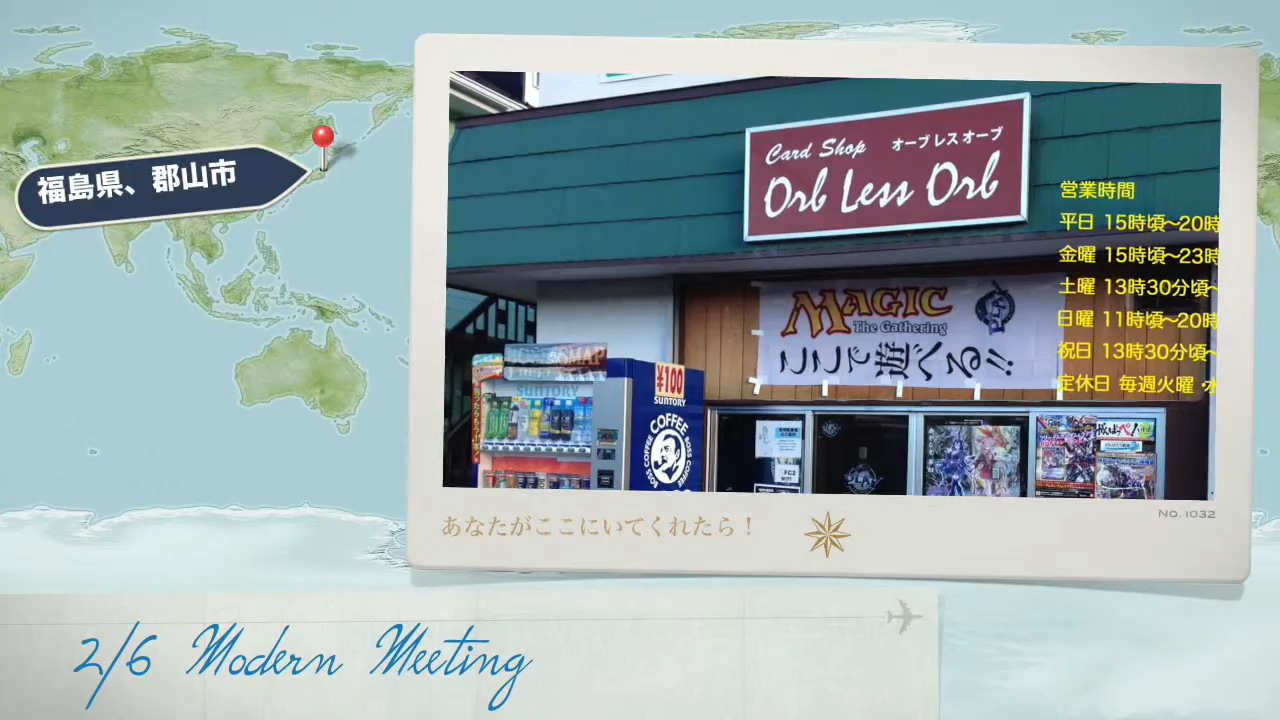 福島県、郡山市
Card Shop オーブレスオーブ
Orb Less Orb
営業時間
平日 15時頃~20時
金曜 15時頃~23時
土曜 13時30分頃~
日曜 11時頃~20時
祝日 13時30分頃~
定休日 毎週火曜
MAGIC
The Gathering
ここで遊べる!!
SUNTORY
¥100
SUNTORY
COFFEE
BOSS COFFEE
BOSS COFFEE
FC2
あなたがここにいてくれたら!
No. 1032
2/6 Modern Meeting